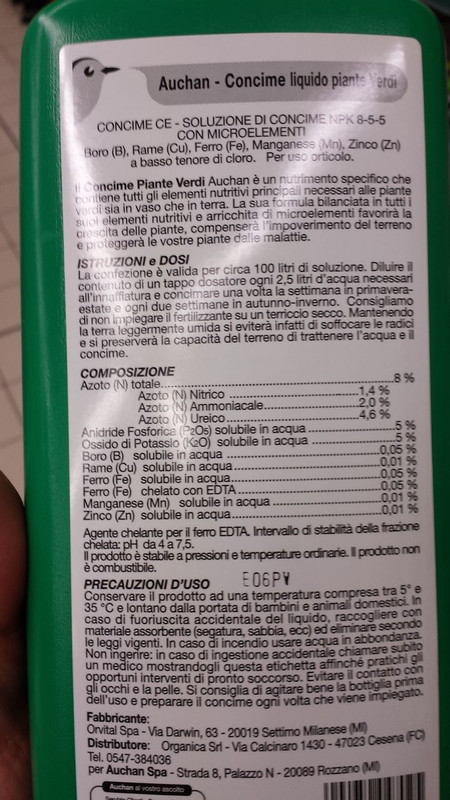 Auchan - Concime liquido piante Verdi
CONCIME CE - SOLUZIONE DI CONCIME NPK 8-5-5
CON MICROELEMENTI
Boro (B), Rame (Cu), Ferro (Fe), Manganese (Mn), Zinco (Zn)
a basso tenore di cloro. Per uso orticolo.
Il Concime Piante Verdi Auchan è un nutrimento specifico che
contiene tutti gli elementi nutritivi principali necessari alle piante
verdi sia in vaso che in terra. La sua formula bilanciata in tutti i
suoi elementi nutritivi e arricchita di microelementi favorirà la
crescita delle piante, compenserà l'impoverimento del terreno
e proteggerà le vostre piante dalle malattie.
ISTRUZIONI e DOSI
La confezione è valida per circa 100 litri di soluzione. Diluire il
contenuto di un tappo dosatore ogni 2,5 litri d'acqua necessari
all'innaffiatura e concimare una volta la settimana in primavera-
estate e ogni due settimane in autunno-inverno. Consigliamo
di non impiegare il fertilizzante su un terriccio secco. Mantenendo
la terra leggermente umida si eviterà infatti di soffocare le radici
e si preserverà la capacità del terreno di trattenere l'acqua e il
concime.
COMPOSIZIONE
Azoto (N) totale........8 %
Azoto (N) Nitrico........1,4 %
Azoto (N) Ammoniacale........2,0 %
Azoto (N) Ureico........4,6 %
Anidride Fosforica (P2O5) solubile in acqua........5 %
Ossido di Potassio (K2O) solubile in acqua........5 %
Boro (B) solubile in acqua........0,05 %
Rame (Cu) solubile in acqua........0,01 %
Ferro (Fe) solubile in acqua........0,05 %
Ferro (Fe) chelato con EDTA........0,05 %
Manganese (Mn) solubile in acqua........0,01 %
Zinco (Zn) solubile in acqua........0,01 %
Agente chelante per il ferro EDTA. Intervallo di stabilità della frazione
chelata: pH da 4 a 7,5.
Il prodotto è stabile a pressioni e temperature ordinarie. Il prodotto non
è combustibile.
E06PV
PRECAUZIONI D'USO
Conservare il prodotto ad una temperatura compresa tra 5° e
35 °C e lontano dalla portata di bambini e animali domestici. In
caso di fuoriuscita accidentale del liquido, raccogliere con
materiale assorbente (segatura, sabbia, ecc) ed eliminare secondo
le leggi vigenti. In caso di incendio usare acqua in abbondanza.
Non ingerire: in caso di ingestione accidentale chiamare subito
un medico mostrandogli questa etichetta affinché pratichi gli
opportuni interventi di pronto soccorso. Evitare il contatto con
gli occhi e la pelle. Si consiglia di agitare bene la bottiglia prima
dell'uso e preparare il concime ogni volta che viene impiegato.
Fabbricante:
Orvital Spa - Via Darwin, 63 - 20019 Settimo Milanese (MI)
Distributore: Organica Srl - Via Calcinaro 1430 - 47023 Cesena (FC)
Tel. 0547-384036
per Auchan Spa - Strada 8, Palazzo N - 20089 Rozzano (MI)
Auchan al vostro ascolto